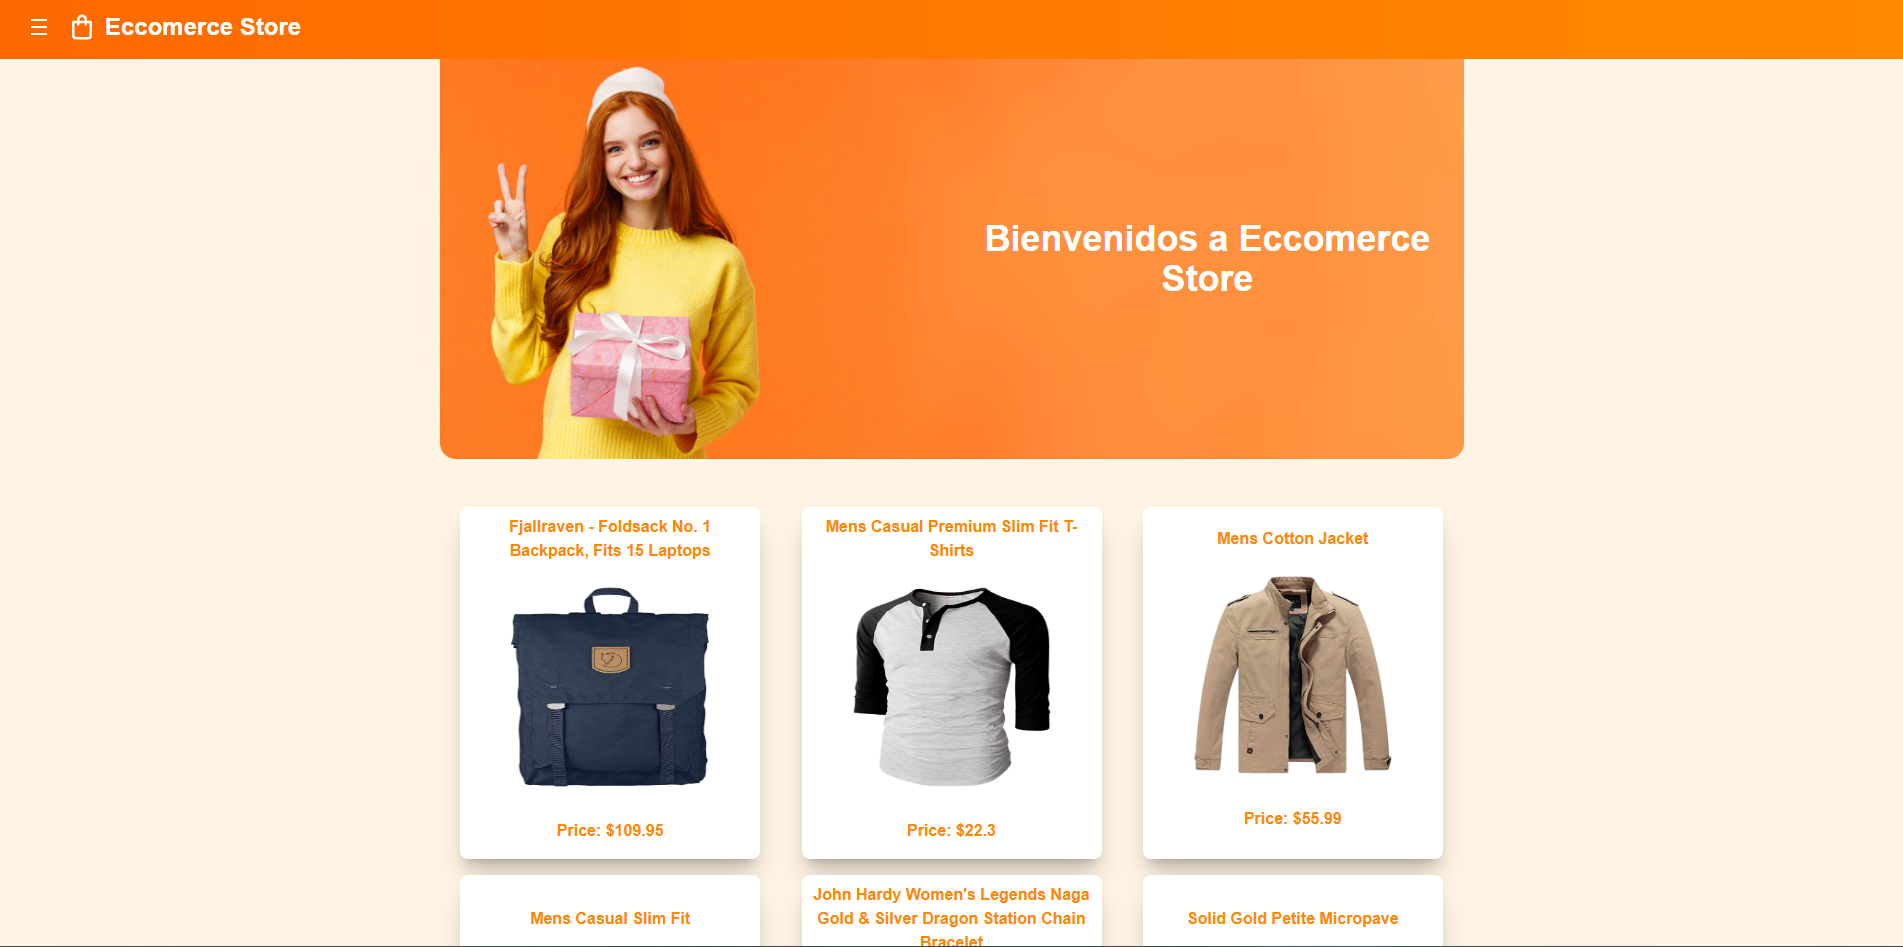 Eccomerce Store
Bienvenidos a Eccomerce
Store
Fjallraven - Foldsack No. 1
Backpack, Fits 15 Laptops
Mens Casual Premium Slim Fit T-
Shirts
Mens Cotton Jacket
Price: $109.95
Price: $22.3
Price: $55.99
Mens Casual Slim Fit
John Hardy Women's Legends Naga
Gold & Silver Dragon Station Chain
Bracelet
Solid Gold Petite Micropave